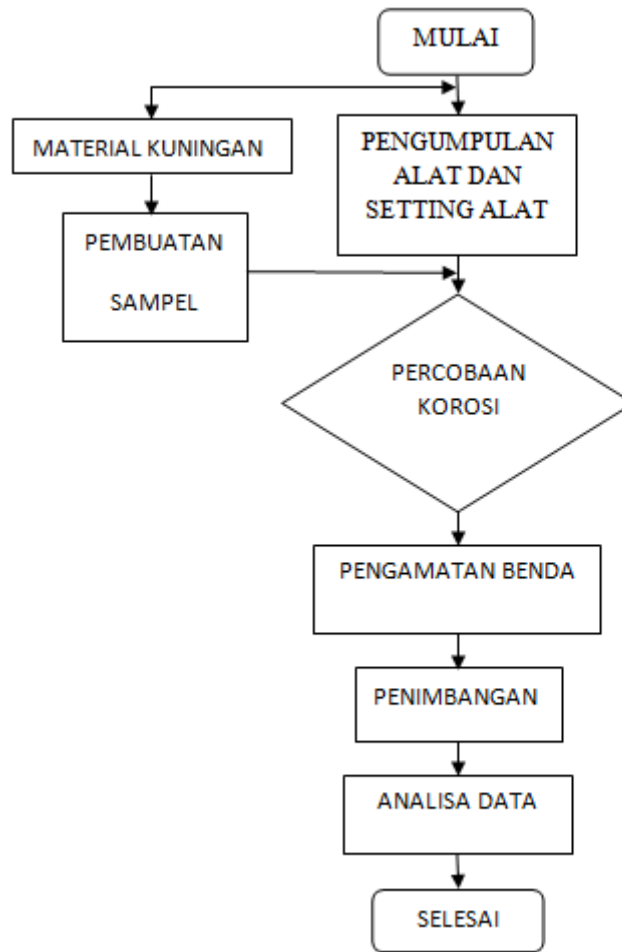 MULAI
MATERIAL KUNINGAN
PENGUMPULAN
ALAT DAN
SETTING ALAT
PEMBUATAN
SAMPEL
PERCOBAAN
KOROSI
PENGAMATAN BENDA
PENIMBANGAN
ANALISA DATA
SELESAI